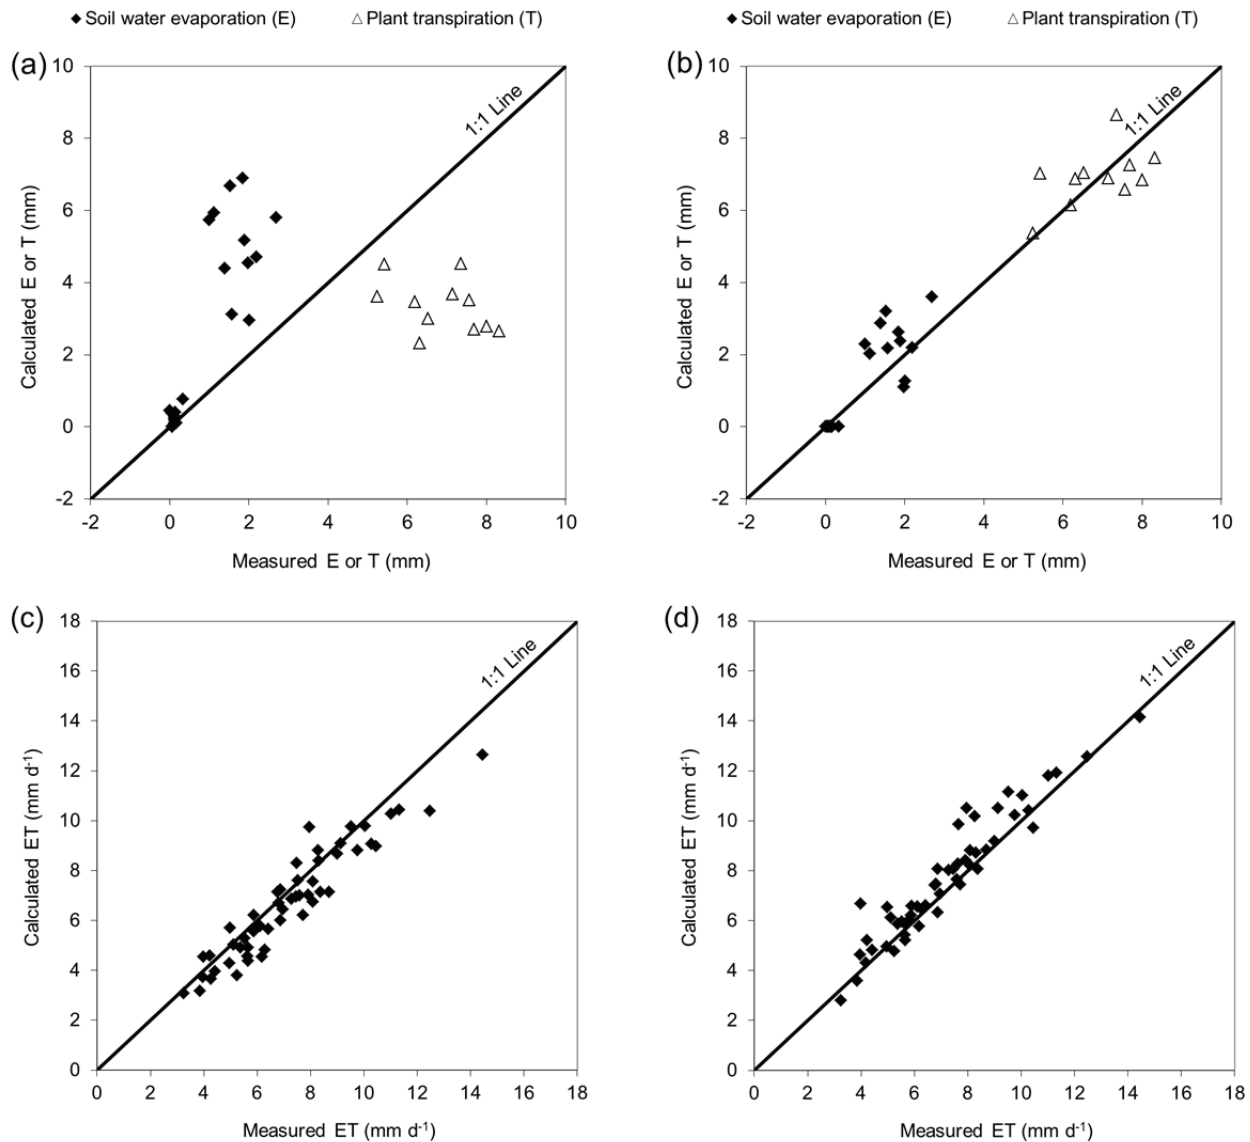 ◆ Soil water evaporation (E) △ Plant transpiration (T)
(a)
10
8
6
4
2
0
-2
Calculated E or T (mm)
1:1 Line
-2 0 2 4 6 8 10
Measured E or T (mm)
◆ Soil water evaporation (E) △ Plant transpiration (T)
(b)
10
8
6
4
2
0
-2
Calculated E or T (mm)
1:1 Line
-2 0 2 4 6 8 10
Measured E or T (mm)
(c)
18
16
14
12
10
8
6
4
2
0
Calculated ET (mm d⁻¹)
1:1 Line
0 2 4 6 8 10 12 14 16 18
Measured ET (mm d⁻¹)
(d)
18
16
14
12
10
8
6
4
2
0
Calculated ET (mm d⁻¹)
1:1 Line
0 2 4 6 8 10 12 14 16 18
Measured ET (mm d⁻¹)